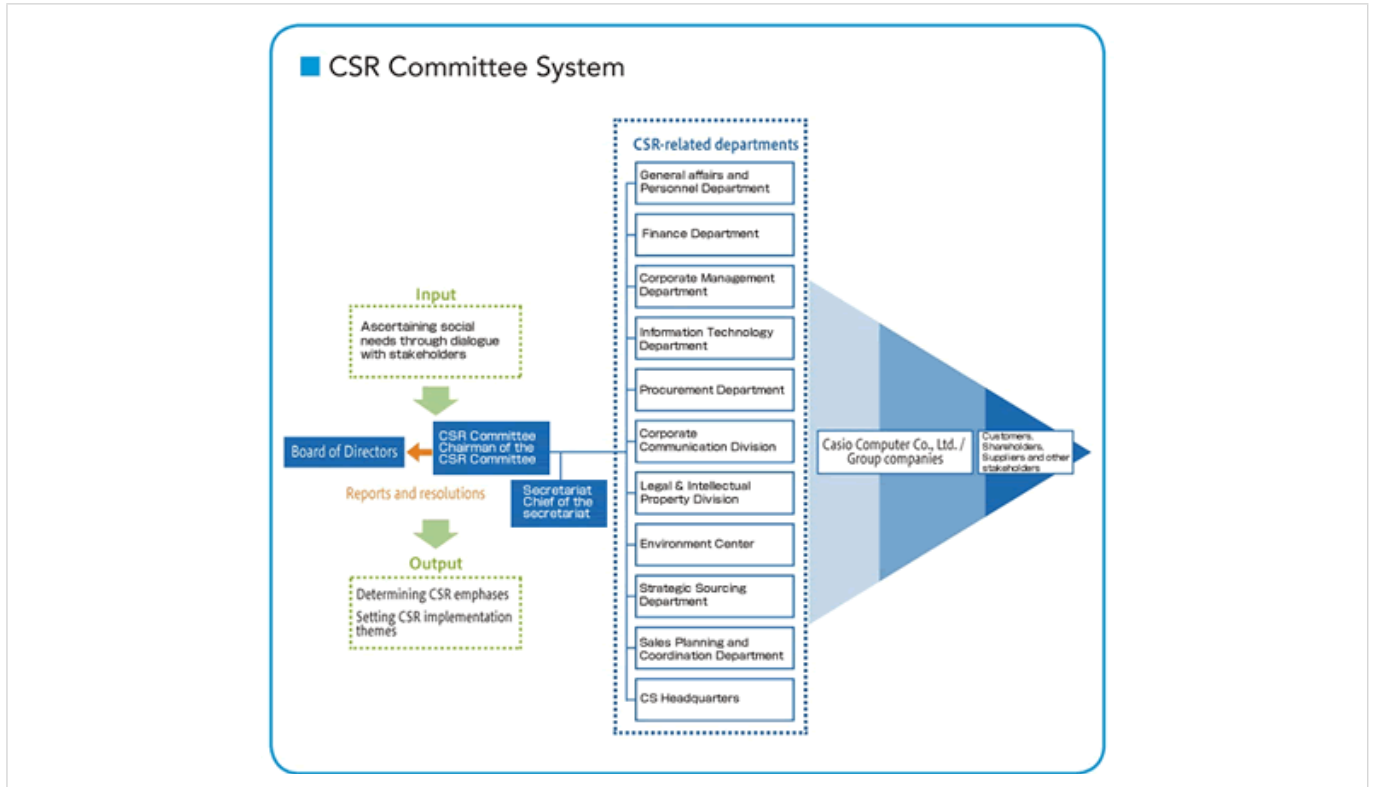 CSR Committee System
CSR-related departments
General affairs and
Personnel Department
Finance Department
Corporate Management
Department
Information Technology
Department
Procurement Department
Corporate
Communication Division
Legal & Intellectual
Property Division
Environment Center
Strategic Sourcing
Department
Sales Planning and
Coordination Department
CS Headquarters
Input
Ascertaining social
needs through dialogue
with stakeholders
Board of Directors
CSR Committee
Chairman of the
CSR Committee
Reports and resolutions
Secretariat
Chief of the
secretariat
Output
Determining CSR emphases
Setting CSR implementation
themes
Casio Computer Co., Ltd. /
Group companies
Customers,
Shareholders,
Suppliers and other
stakeholders